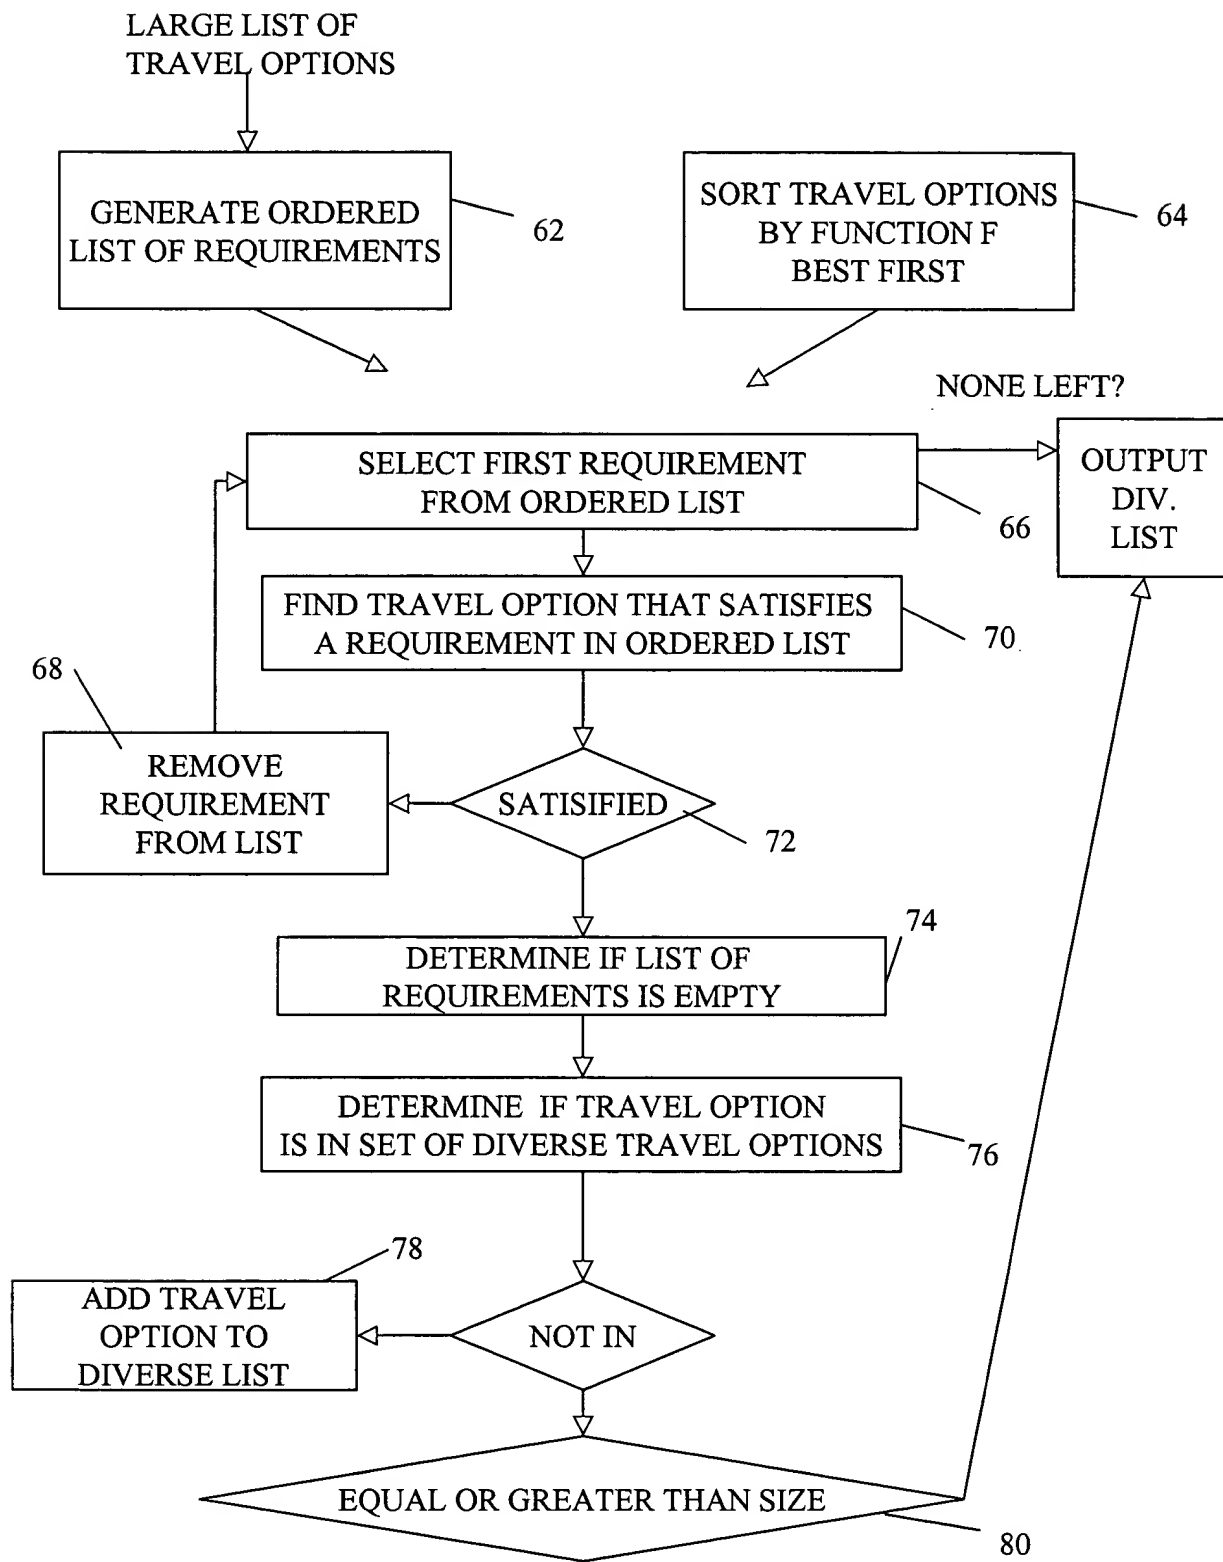 LARGE LIST OF
TRAVEL OPTIONS
GENERATE ORDERED
LIST OF REQUIREMENTS
62
SORT TRAVEL OPTIONS
BY FUNCTION F
BEST FIRST
64
NONE LEFT?
SELECT FIRST REQUIREMENT
FROM ORDERED LIST
66
OUTPUT
DIV.
LIST
FIND TRAVEL OPTION THAT SATISFIES
A REQUIREMENT IN ORDERED LIST
70
68
REMOVE
REQUIREMENT
FROM LIST
SATISIFIED
72
74
DETERMINE IF LIST OF
REQUIREMENTS IS EMPTY
DETERMINE IF TRAVEL OPTION
IS IN SET OF DIVERSE TRAVEL OPTIONS
76
78
ADD TRAVEL
OPTION TO
DIVERSE LIST
NOT IN
EQUAL OR GREATER THAN SIZE
80